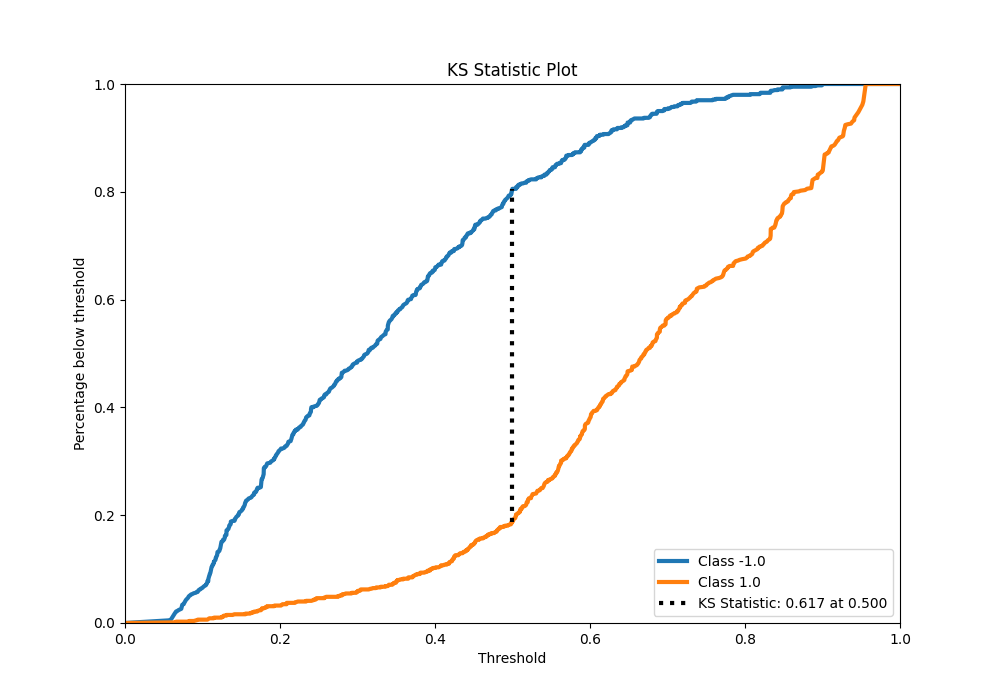 KS Statistic Plot
1.0
0.8
0.6
0.4
0.2
0.0
Percentage below threshold
0.0 0.2 0.4 0.6 0.8 1.0
Threshold
Class -1.0
Class 1.0
KS Statistic: 0.617 at 0.500